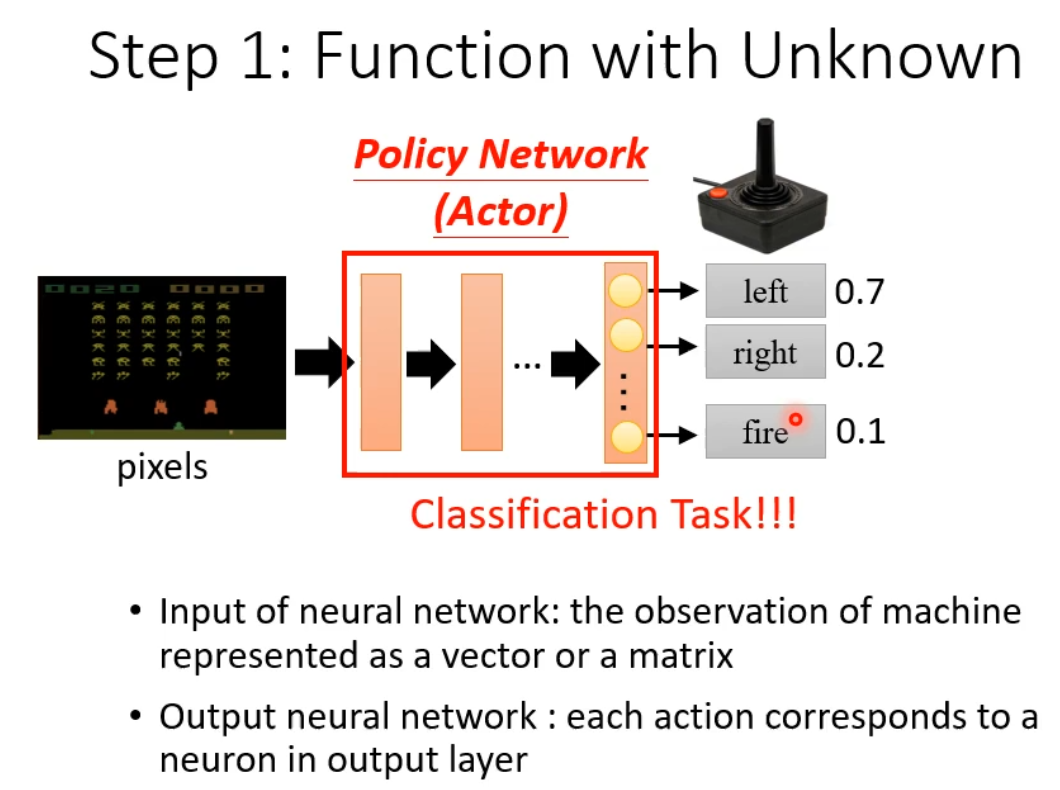 Step 1: Function with Unknown
Policy Network
(Actor)
0020 0000
left 0.7
right 0.2
...
fire 0.1
pixels
Classification Task!!!
• Input of neural network: the observation of machine
represented as a vector or a matrix
• Output neural network : each action corresponds to a
neuron in output layer